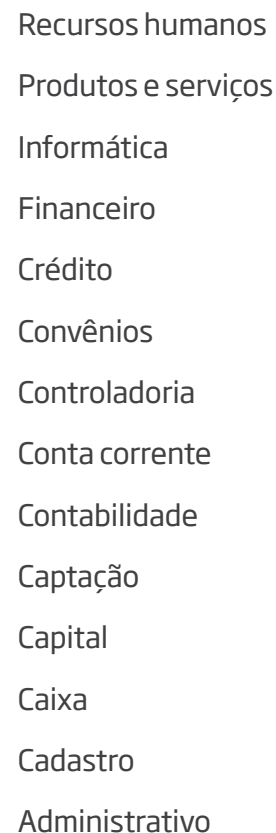 Recursos humanos
Produtos e serviços
Informática
Financeiro
Crédito
Convênios
Controladoria
Conta corrente
Contabilidade
Captação
Capital
Caixa
Cadastro
Administrativo